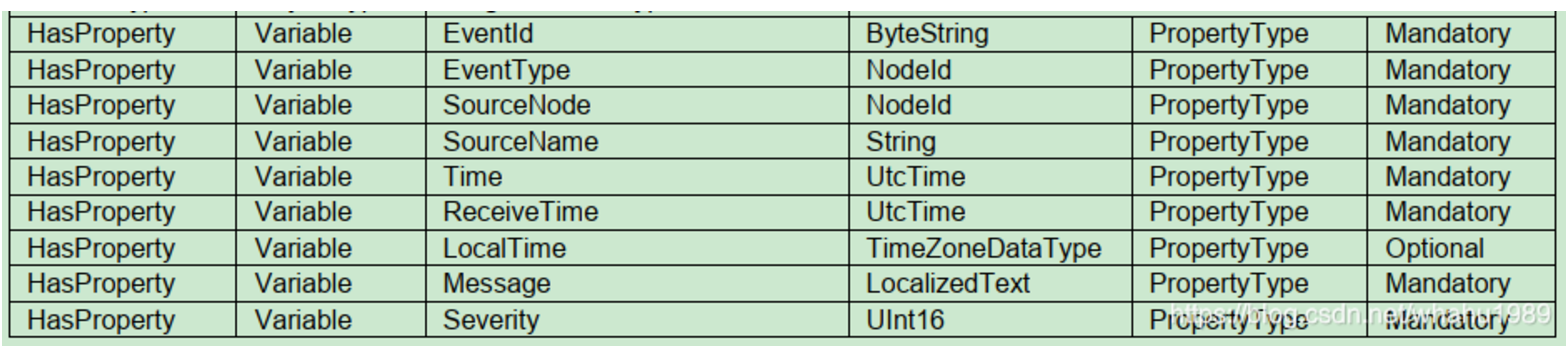 HasProperty Variable EventId ByteString PropertyType Mandatory
HasProperty Variable EventType NodeId PropertyType Mandatory
HasProperty Variable SourceNode NodeId PropertyType Mandatory
HasProperty Variable SourceName String PropertyType Mandatory
HasProperty Variable Time UtcTime PropertyType Mandatory
HasProperty Variable ReceiveTime UtcTime PropertyType Mandatory
HasProperty Variable LocalTime TimeZoneDataType PropertyType Optional
HasProperty Variable Message LocalizedText PropertyType Mandatory
HasProperty Variable Severity UInt16 PropertyType Mandatory
https://blog.csdn.net/whahu1989